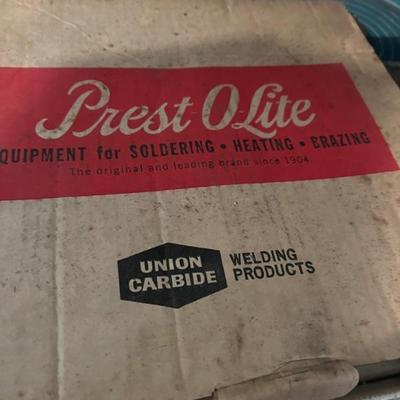 Prest-O-Lite
QUIPMENT for SOLDERING • HEATING • BRAZING
The original and leading brand since 1904.
UNION
CARBIDE
WELDING
PRODUCTS